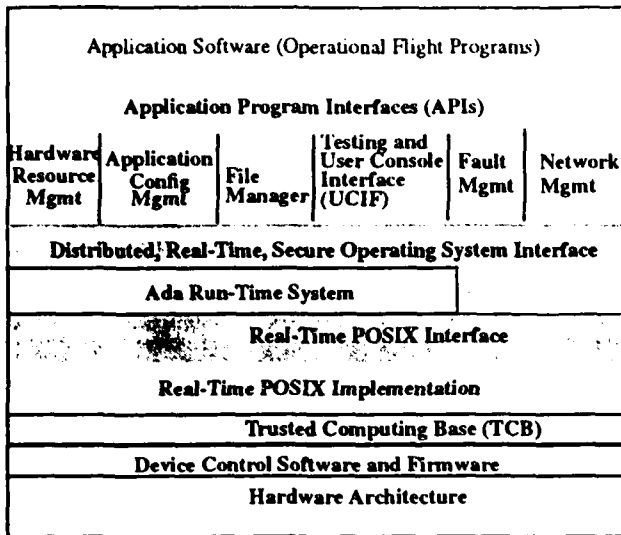 Application Software (Operational Flight Programs)
Application Program Interfaces (APIs)
Hardware
Resource
Mgmt
Application
Config
Mgmt
File
Manager
Testing and
User Console
Interface
(UCIF)
Fault
Mgmt
Network
Mgmt
Distributed, Real-Time, Secure Operating System Interface
Ada Run-Time System
Real-Time POSIX Interface
Real-Time POSIX Implementation
Trusted Computing Base (TCB)
Device Control Software and Firmware
Hardware Architecture